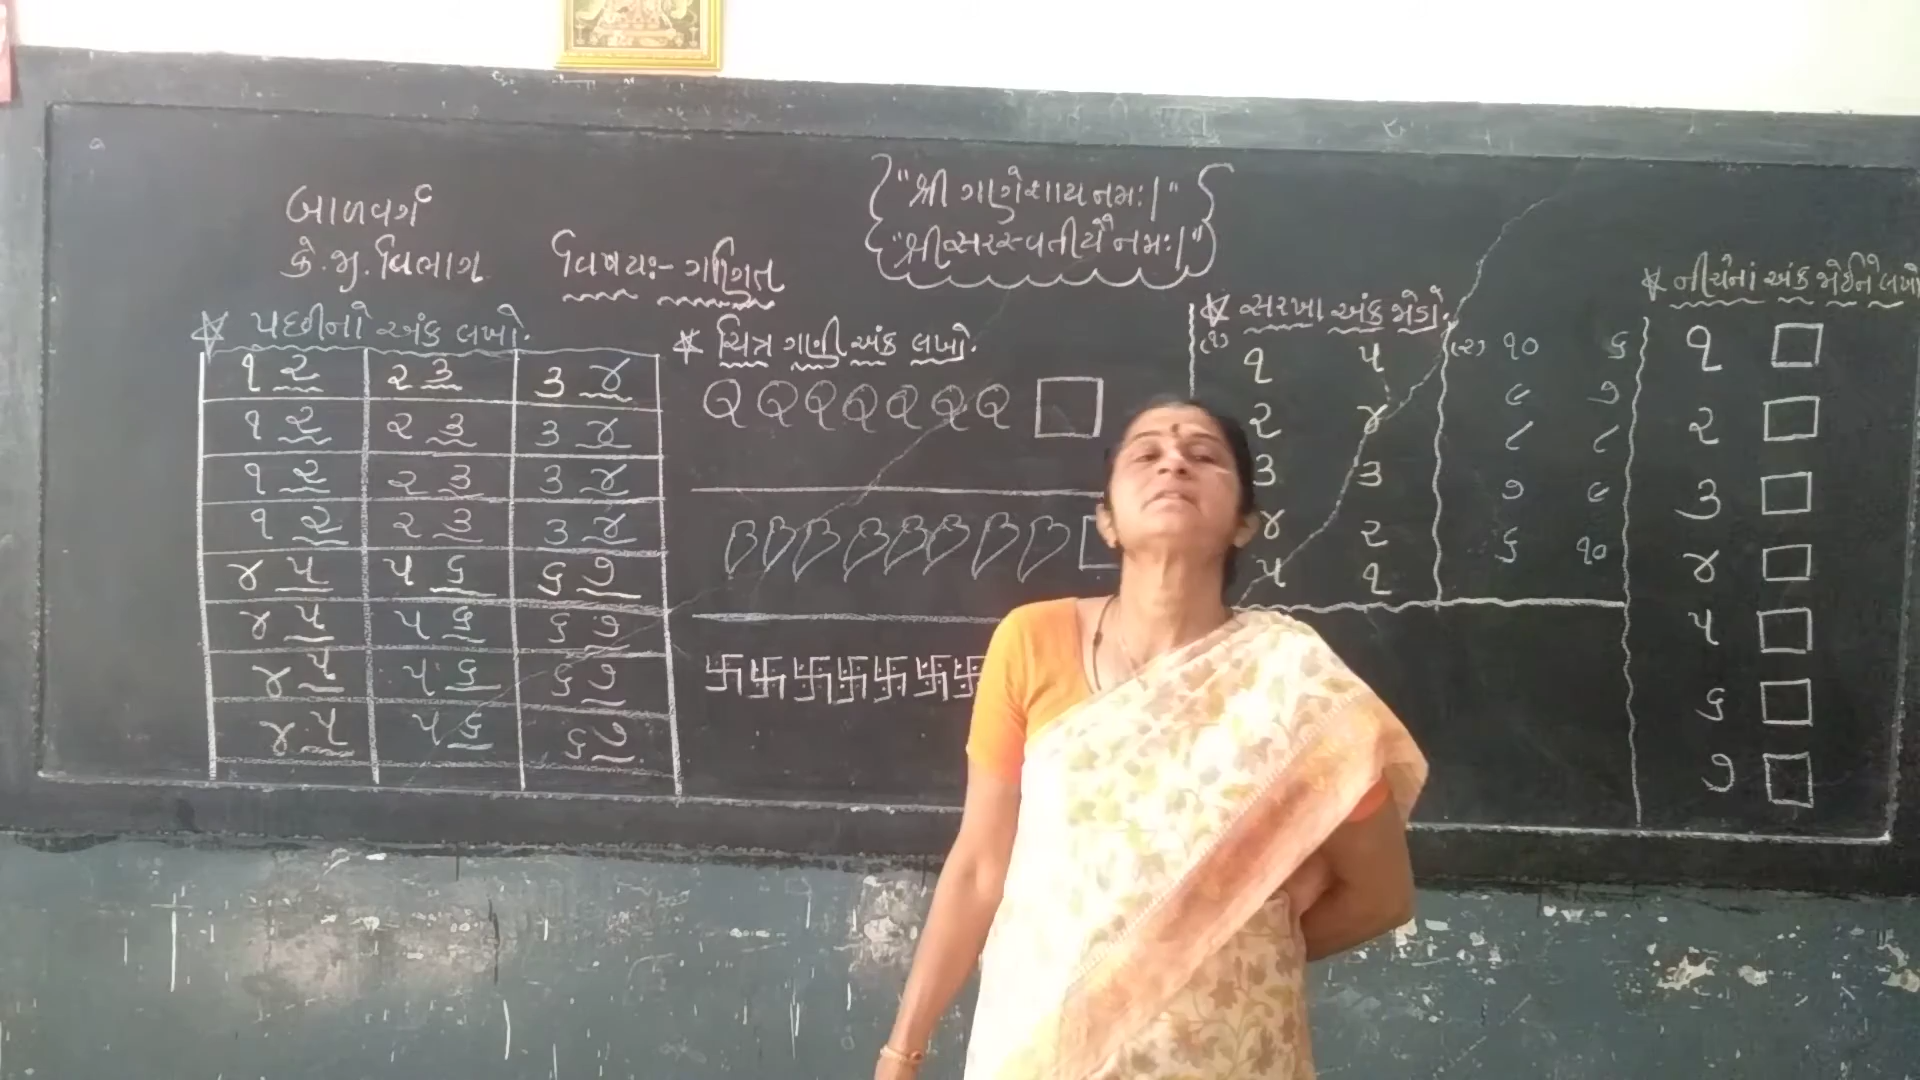 "શ્રી ગણેશાય નમઃ|"
"શ્રી સરસ્વતીયૈ નમઃ|"
બાળવર્ગ
કે.જી. વિભાગ
વિષયઃ- ગણિત
પછીનો અંક લખો.
૧ ૨ ૨ ૩ ૩ ૪
૧ ૨ ૨ ૩ ૩ ૪
૧ ૨ ૨ ૩ ૩ ૪
૧ ૨ ૨ ૩ ૩ ૪
૪ ૫ ૫ ૬ ૬ ૭
૪ ૫ ૫ ૬ ૬ ૭
૪ ૫ ૫ ૬ ૬ ૭
૪ ૫ ૫ ૬ ૬ ૭
ચિત્ર ગણી અંક લખો.
સરખા અંક જોડો.
(૧) ૧ ૫
૨ ૪
૩ ૩
૪ ૨
૫ ૧
(૨) ૧૦ ૬
૯ ૭
૮ ૮
૭ ૯
૬ ૧૦
નીચેનાં અંક જોઈને લખો
૧
૨
૩
૪
૫
૬
૭